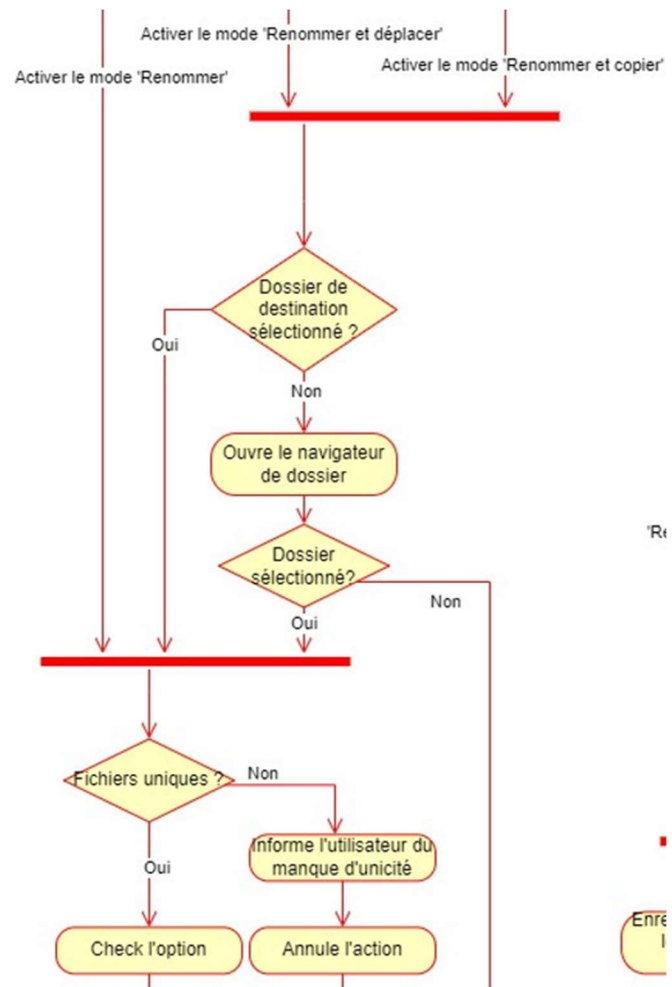 Activer le mode 'Renommer et déplacer'
Activer le mode 'Renommer'
Activer le mode 'Renommer et copier'
Dossier de
destination
sélectionné ?
Oui
Non
Ouvre le navigateur
de dossier
Dossier
sélectionné?
Non
Oui
Fichiers uniques ?
Non
Informe l'utilisateur du
manque d'unicité
Oui
Check l'option
Annule l'action